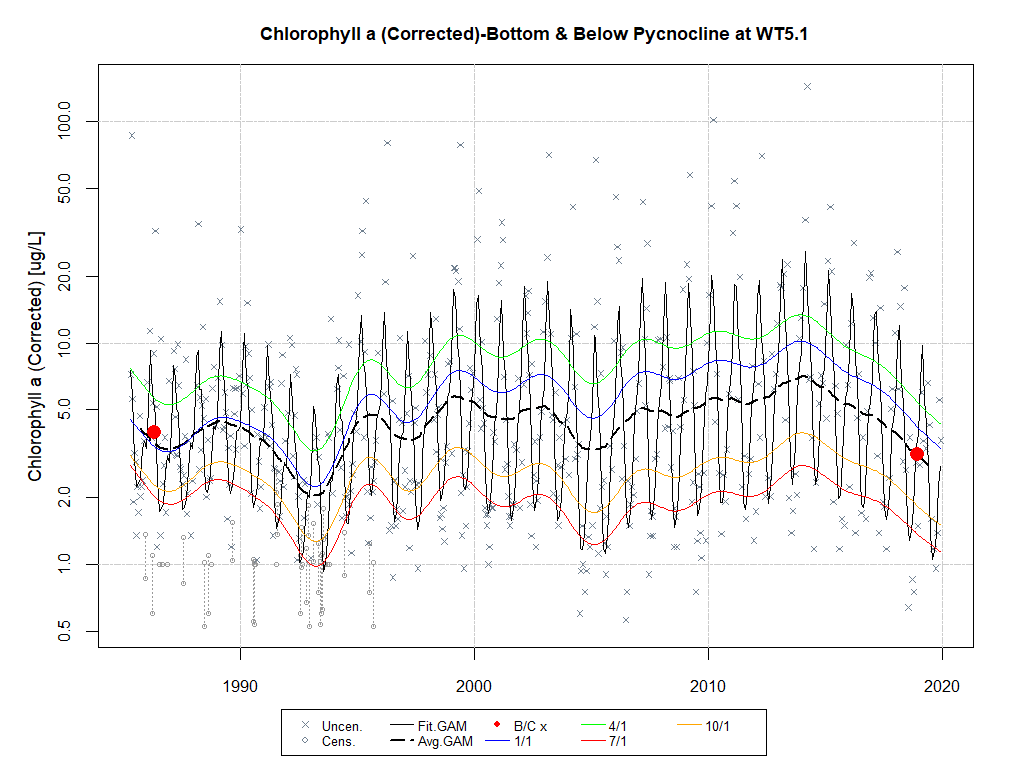 Chlorophyll a (Corrected)-Bottom & Below Pycnocline at WT5.1
Chlorophyll a (Corrected) [ug/L]
100.0
50.0
20.0
10.0
5.0
2.0
1.0
0.5
1990 2000 2010 2020
Uncen. Fit.GAM B/C x 4/1 10/1
Cens. Avg.GAM 1/1 7/1